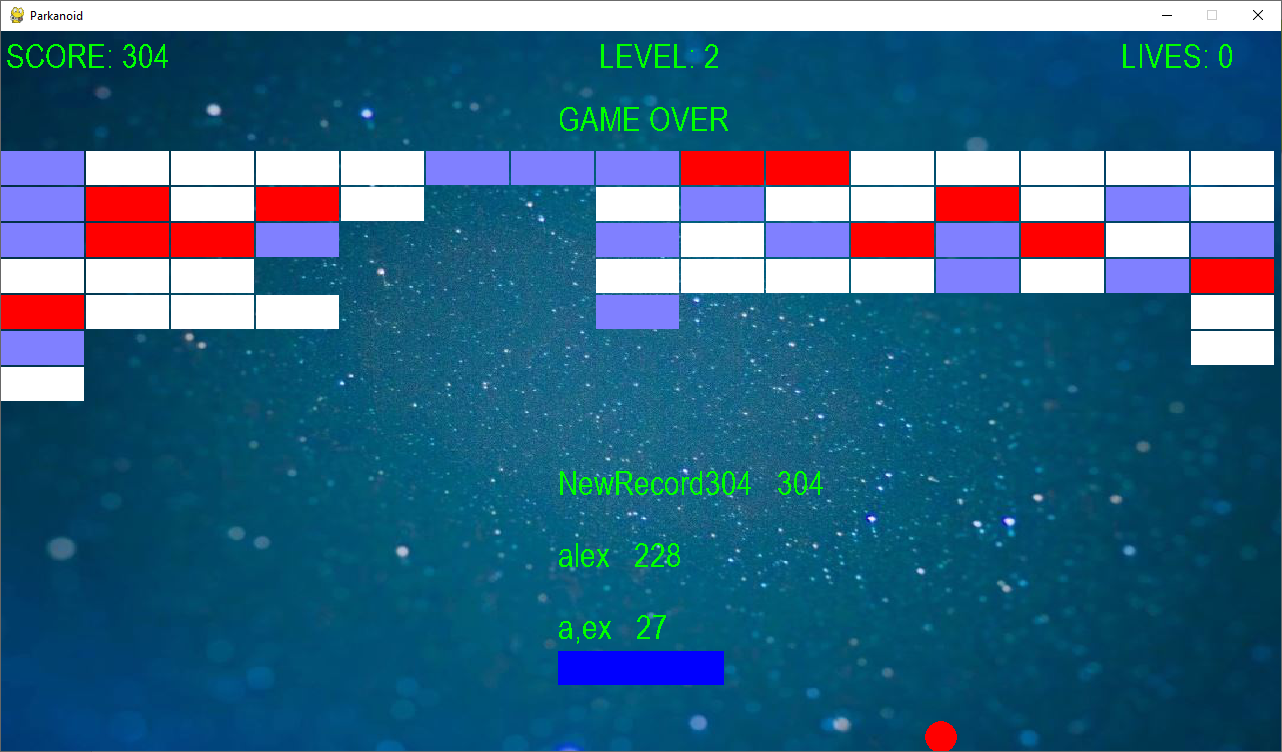 Parkanoid
SCORE: 304 LEVEL: 2 LIVES: 0
GAME OVER
NewRecord304 304
alex 228
a,ex 27